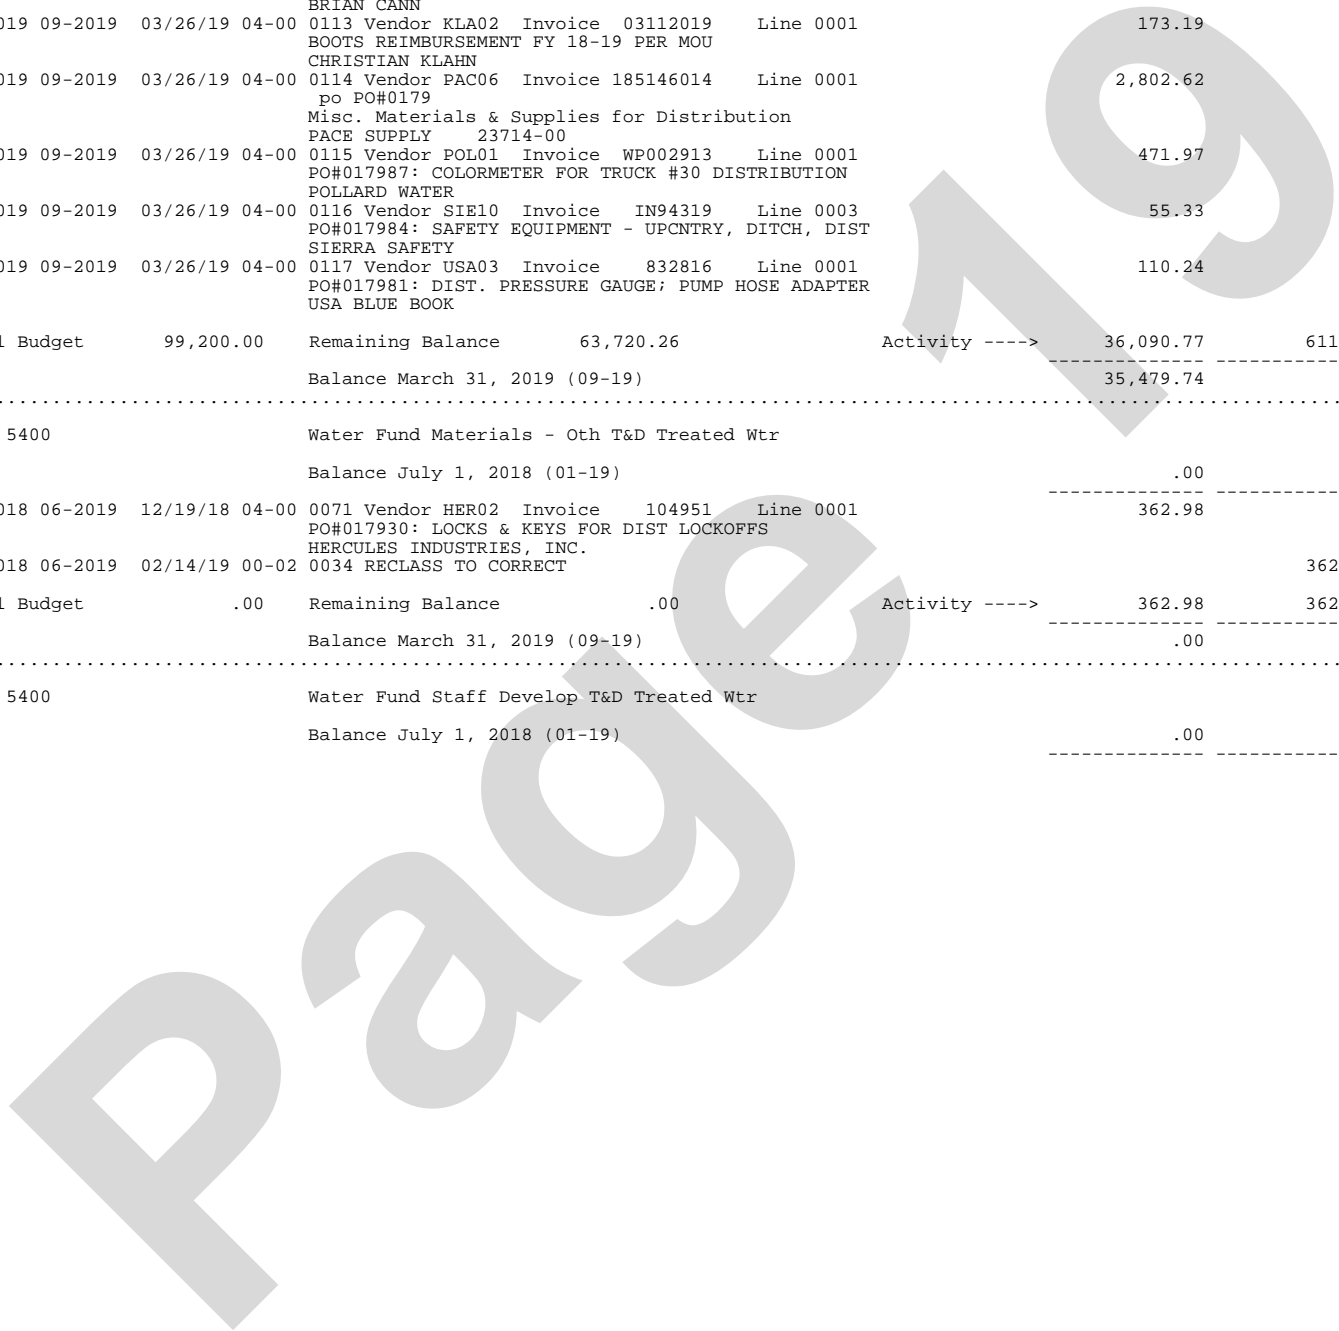 BRIAN CANN
019 09-2019 03/26/19 04-00 0113 Vendor KLA02 Invoice 03112019 Line 0001 173.19
BOOTS REIMBURSEMENT FY 18-19 PER MOU
CHRISTIAN KLAHN
019 09-2019 03/26/19 04-00 0114 Vendor PAC06 Invoice 185146014 Line 0001 2,802.62
po PO#0179
Misc. Materials & Supplies for Distribution
PACE SUPPLY 23714-00
019 09-2019 03/26/19 04-00 0115 Vendor POL01 Invoice WP002913 Line 0001 471.97
PO#017987: COLORMETER FOR TRUCK #30 DISTRIBUTION
POLLARD WATER
019 09-2019 03/26/19 04-00 0116 Vendor SIE10 Invoice IN94319 Line 0003 55.33
PO#017984: SAFETY EQUIPMENT - UPCNTRY, DITCH, DIST
SIERRA SAFETY
019 09-2019 03/26/19 04-00 0117 Vendor USA03 Invoice 832816 Line 0001 110.24
PO#017981: DIST. PRESSURE GAUGE; PUMP HOSE ADAPTER
USA BLUE BOOK
l Budget 99,200.00 Remaining Balance 63,720.26 Activity ----> 36,090.77 611
Balance March 31, 2019 (09-19) 35,479.74
5400 Water Fund Materials - Oth T&D Treated Wtr
Balance July 1, 2018 (01-19) .00
018 06-2019 12/19/18 04-00 0071 Vendor HER02 Invoice 104951 Line 0001 362.98
PO#017930: LOCKS & KEYS FOR DIST LOCKOFFS
HERCULES INDUSTRIES, INC.
018 06-2019 02/14/19 00-02 0034 RECLASS TO CORRECT 362
l Budget .00 Remaining Balance .00 Activity ----> 362.98 362
Balance March 31, 2019 (09-19) .00
5400 Water Fund Staff Develop T&D Treated Wtr
Balance July 1, 2018 (01-19) .00
Page 19